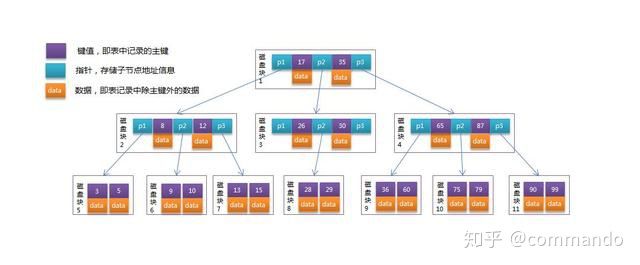 键值，即表中记录的主键
指针，存储子节点地址信息
数据，即表记录中除主键外的数据
磁盘块1
p1 17 p2 35 p3
data data
磁盘块2
p1 8 p2 12 p3
data data
磁盘块3
p1 26 p2 30 p3
data data
磁盘块4
p1 65 p2 87 p3
data data
磁盘块5
3 5
data data
磁盘块6
9 10
data data
磁盘块7
13 15
data data
磁盘块8
28 29
data data
磁盘块9
36 60
data data
磁盘块10
75 79
data data
磁盘块11
90 99
data data
知乎 @commando